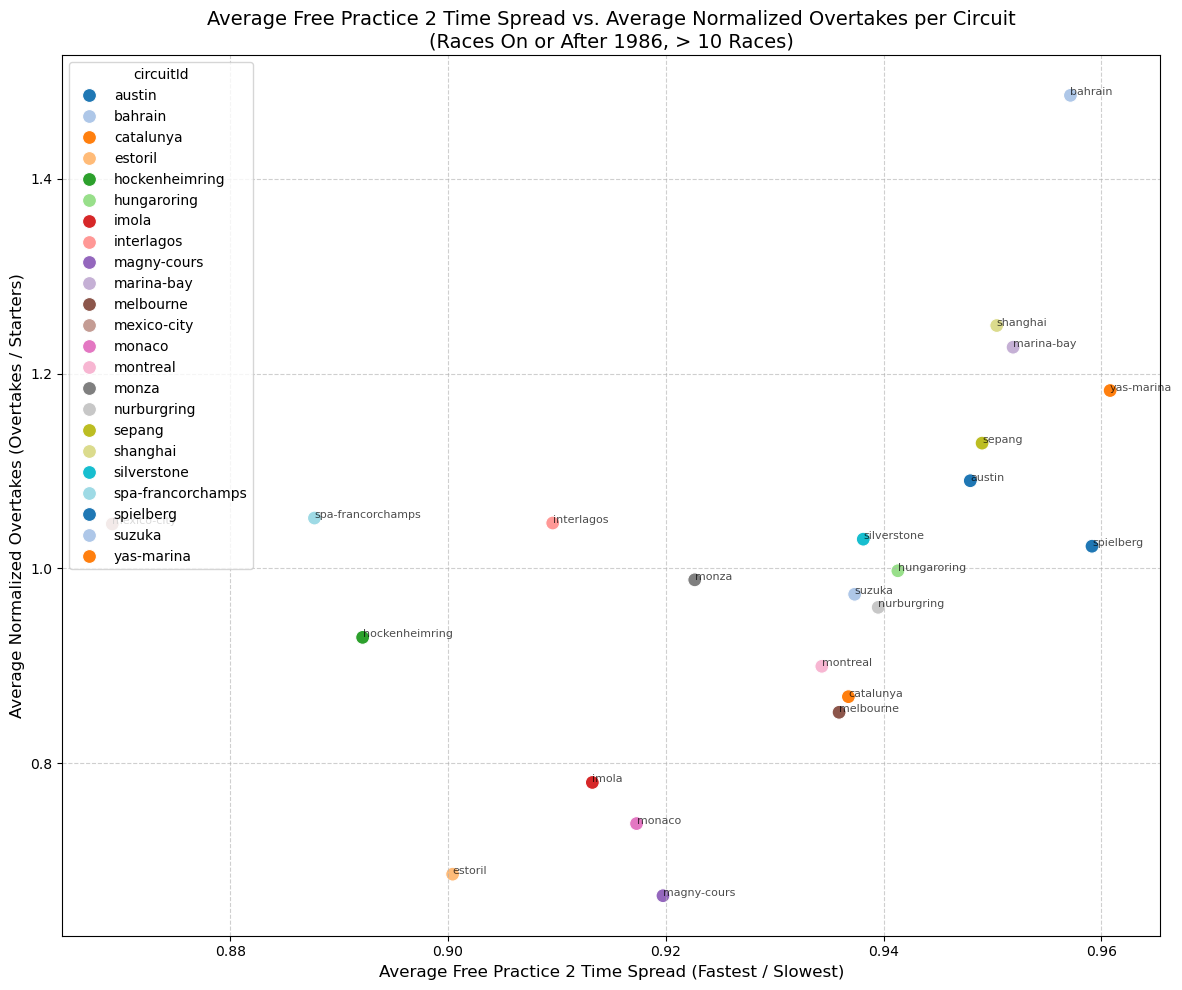 Average Free Practice 2 Time Spread vs. Average Normalized Overtakes per Circuit
(Races On or After 1986, > 10 Races)
circuitId
austin
bahrain
catalunya
estoril
hockenheimring
hungaroring
imola
interlagos
magny-cours
marina-bay
melbourne
mexico-city
monaco
montreal
monza
nurburgring
sepang
shanghai
silverstone
spa-francorchamps
spielberg
suzuka
yas-marina
bahrain
shanghai
marina-bay
yas-marina
sepang
austin
mexico-city
spa-francorchamps
interlagos
silverstone
spielberg
hungaroring
monza
suzuka
nurburgring
hockenheimring
montreal
catalunya
melbourne
imola
monaco
estoril
magny-cours
1.4
1.2
1.0
0.8
Average Normalized Overtakes (Overtakes / Starters)
0.88
0.90
0.92
0.94
0.96
Average Free Practice 2 Time Spread (Fastest / Slowest)